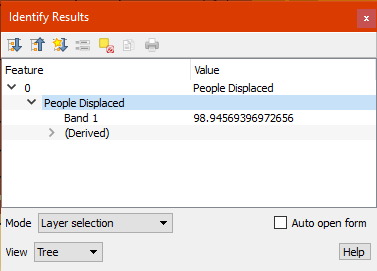 Identify Results
Feature Value
0 People Displaced
People Displaced
Band 1 98.94569396972656
(Derived)
Mode Layer selection Auto open form
View Tree Help